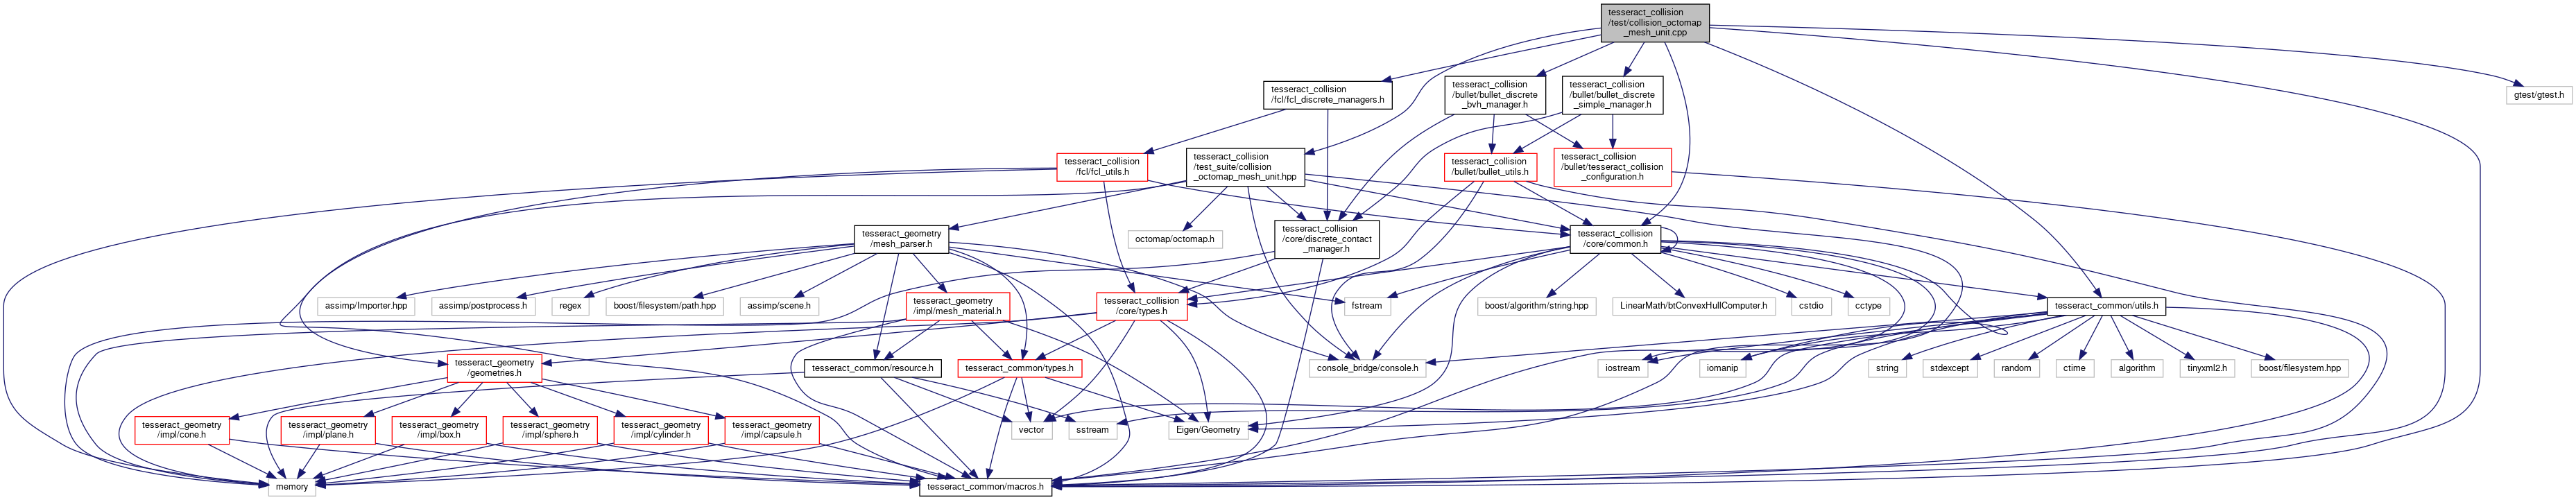 tesseract_collision
/test/collision_octomap
_mesh_unit.cpp
tesseract_collision
/fcl/fcl_discrete_managers.h
tesseract_collision
/bullet/bullet_discrete
_bvh_manager.h
tesseract_collision
/bullet/bullet_discrete
_simple_manager.h
gtest/gtest.h
tesseract_collision
/fcl/fcl_utils.h
tesseract_collision
/test_suite/collision
_octomap_mesh_unit.hpp
tesseract_collision
/bullet/bullet_utils.h
tesseract_collision
/bullet/tesseract_collision
_configuration.h
tesseract_geometry
/mesh_parser.h
octomap/octomap.h
tesseract_collision
/core/discrete_contact
_manager.h
tesseract_collision
/core/common.h
assimp/Importer.hpp
assimp/postprocess.h
regex
boost/filesystem/path.hpp
assimp/scene.h
tesseract_geometry
/impl/mesh_material.h
tesseract_collision
/core/types.h
fstream
boost/algorithm/string.hpp
LinearMath/btConvexHullComputer.h
cstdio
cctype
tesseract_common/utils.h
tesseract_geometry
/geometries.h
tesseract_common/resource.h
tesseract_common/types.h
console_bridge/console.h
iostream
iomanip
string
stdexcept
random
ctime
algorithm
tinyxml2.h
boost/filesystem.hpp
tesseract_geometry
/impl/cone.h
tesseract_geometry
/impl/plane.h
tesseract_geometry
/impl/box.h
tesseract_geometry
/impl/sphere.h
tesseract_geometry
/impl/cylinder.h
tesseract_geometry
/impl/capsule.h
vector
sstream
Eigen/Geometry
memory
tesseract_common/macros.h